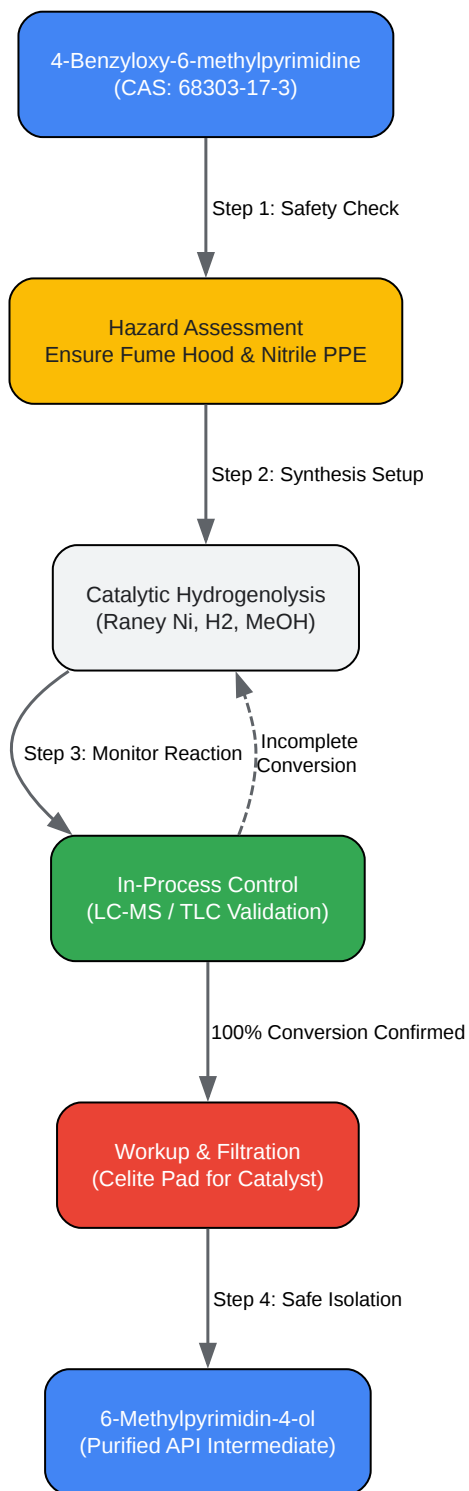 4-Benzyloxy-6-methylpyrimidine
(CAS: 68303-17-3)
Step 1: Safety Check
Hazard Assessment
Ensure Fume Hood & Nitrile PPE
Step 2: Synthesis Setup
Catalytic Hydrogenolysis
(Raney Ni, H2, MeOH)
Step 3: Monitor Reaction
Incomplete
Conversion
In-Process Control
(LC-MS / TLC Validation)
100% Conversion Confirmed
Workup & Filtration
(Celite Pad for Catalyst)
Step 4: Safe Isolation
6-Methylpyrimidin-4-ol
(Purified API Intermediate)